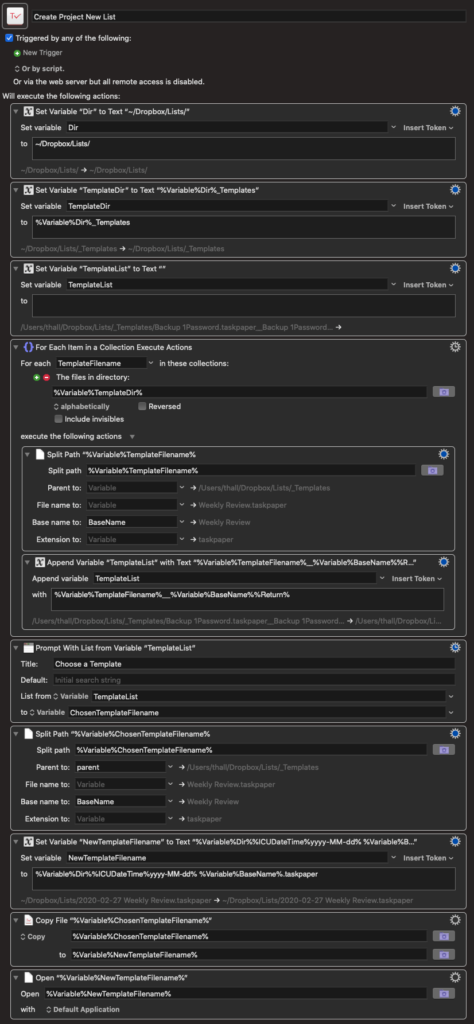 Create Project New List
Triggered by any of the following:
New Trigger
Or by script.
Or via the web server but all remote access is disabled.
Will execute the following actions:
Set Variable “Dir” to Text “~/Dropbox/Lists/”
Set variable Dir Insert Token
to ~/Dropbox/Lists/
~/Dropbox/Lists/ → ~/Dropbox/Lists/
Set Variable “TemplateDir” to Text “%Variable%Dir%_Templates”
Set variable TemplateDir Insert Token
to %Variable%Dir%_Templates
~/Dropbox/Lists/_Templates → ~/Dropbox/Lists/_Templates
Set Variable “TemplateList” to Text “”
Set variable TemplateList Insert Token
to
/Users/thall/Dropbox/Lists/_Templates/Backup 1Password.taskpaper__Backup 1Password... →
For Each Item in a Collection Execute Actions
For each TemplateFilename in these collections:
The files in directory:
%Variable%TemplateDir%
alphabetically Reversed
Include invisibles
execute the following actions
Split Path “%Variable%TemplateFilename%
Split path %Variable%TemplateFilename%
Parent to: Variable → /Users/thall/Dropbox/Lists/_Templates
File name to: Variable → Weekly Review.taskpaper
Base name to: BaseName → Weekly Review
Extension to: Variable → taskpaper
Append Variable “TemplateList” with Text “%Variable%TemplateFilename%__%Variable%BaseName%%R...”
Append variable TemplateList Insert Token
with %Variable%TemplateFilename%__%Variable%BaseName%%Return%
/Users/thall/Dropbox/Lists/_Templates/Backup 1Password.taskpaper__Backup 1Password... → /Users/thall/Dropbox/Li...
Prompt With List from Variable “TemplateList”
Title: Choose a Template
Default: Initial search string
List from Variable TemplateList
to Variable ChosenTemplateFilename
Split Path “%Variable%ChosenTemplateFilename%
Split path %Variable%ChosenTemplateFilename%
Parent to: parent → /Users/thall/Dropbox/Lists/_Templates
File name to: Variable → Weekly Review.taskpaper
Base name to: BaseName → Weekly Review
Extension to: Variable → taskpaper
Set Variable “NewTemplateFilename” to Text “%Variable%Dir%%ICUDateTime%yyyy-MM-dd% %Variable%B...”
Set variable NewTemplateFilename Insert Token
to %Variable%Dir%%ICUDateTime%yyyy-MM-dd% %Variable%BaseName%.taskpaper
~/Dropbox/Lists/2020-02-27 Weekly Review.taskpaper → ~/Dropbox/Lists/2020-02-27 Weekly Review.taskpaper
Copy File “%Variable%ChosenTemplateFilename%”
Copy %Variable%ChosenTemplateFilename%
to %Variable%NewTemplateFilename%
Open “%Variable%NewTemplateFilename%”
Open %Variable%NewTemplateFilename%
with Default Application